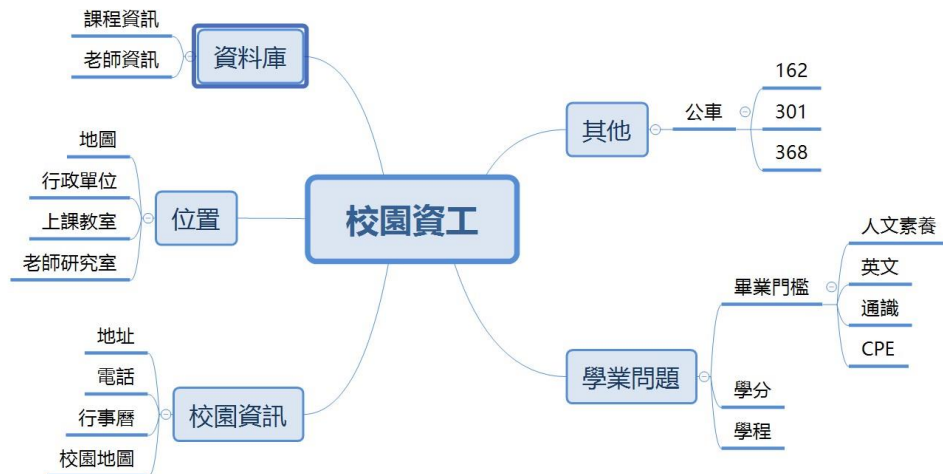 校園資工
資料庫
課程資訊
老師資訊
位置
地圖
行政單位
上課教室
老師研究室
校園資訊
地址
電話
行事曆
校園地圖
其他
公車
162
301
368
學業問題
畢業門檻
人文素養
英文
通識
CPE
學分
學程